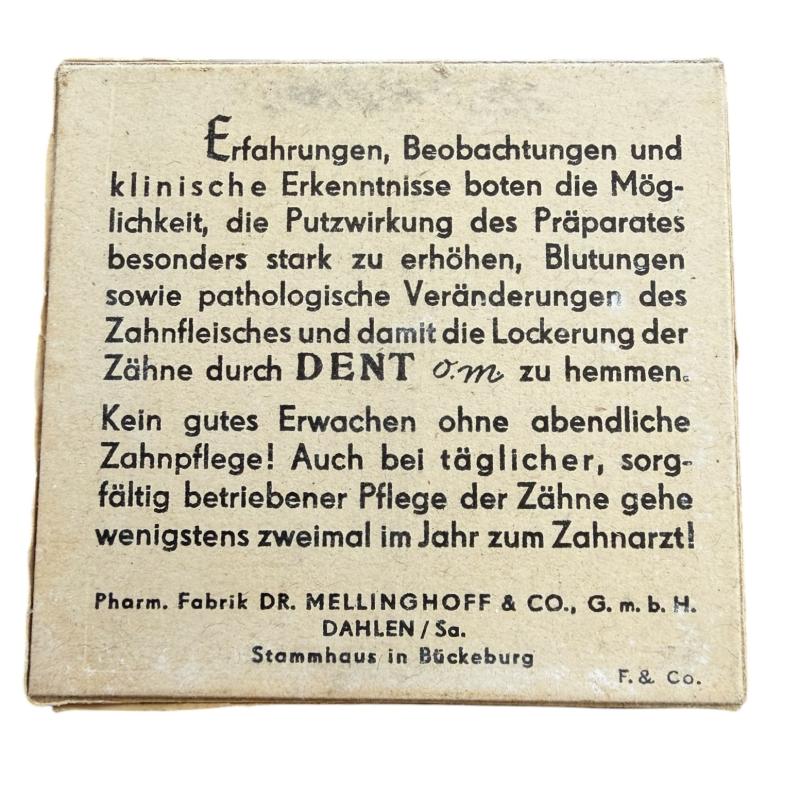 Erfahrungen, Beobachtungen und
klinische Erkenntnisse boten die Mög-
lichkeit, die Putzwirkung des Präparates
besonders stark zu erhöhen, Blutungen
sowie pathologische Veränderungen des
Zahnfleisches und damit die Lockerung der
Zähne durch DENT o.m. zu hemmen.
Kein gutes Erwachen ohne abendliche
Zahnpflege! Auch bei täglicher, sorg-
fältig betriebener Pflege der Zähne gehe
wenigstens zweimal im Jahr zum Zahnarzt!
Pharm. Fabrik DR. MELLINGHOFF & CO., G. m. b. H.
DAHLEN / Sa.
Stammhaus in Bückeburg
F. & Co.